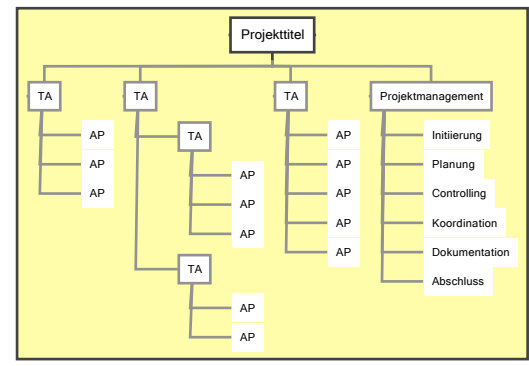 Projekttitel
TA TA TA Projektmanagement
AP TA AP Initiierung
AP AP Planung
AP AP AP Controlling
AP AP Koordination
AP
TA AP Dokumentation
Abschluss
AP
AP